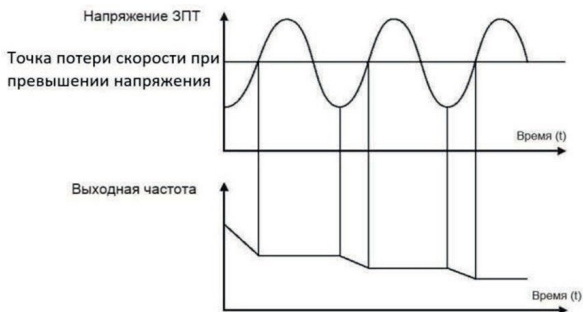 Напряжение ЗПТ
Точка потери скорости при
превышении напряжения
Время (t)
Выходная частота
Время (t)